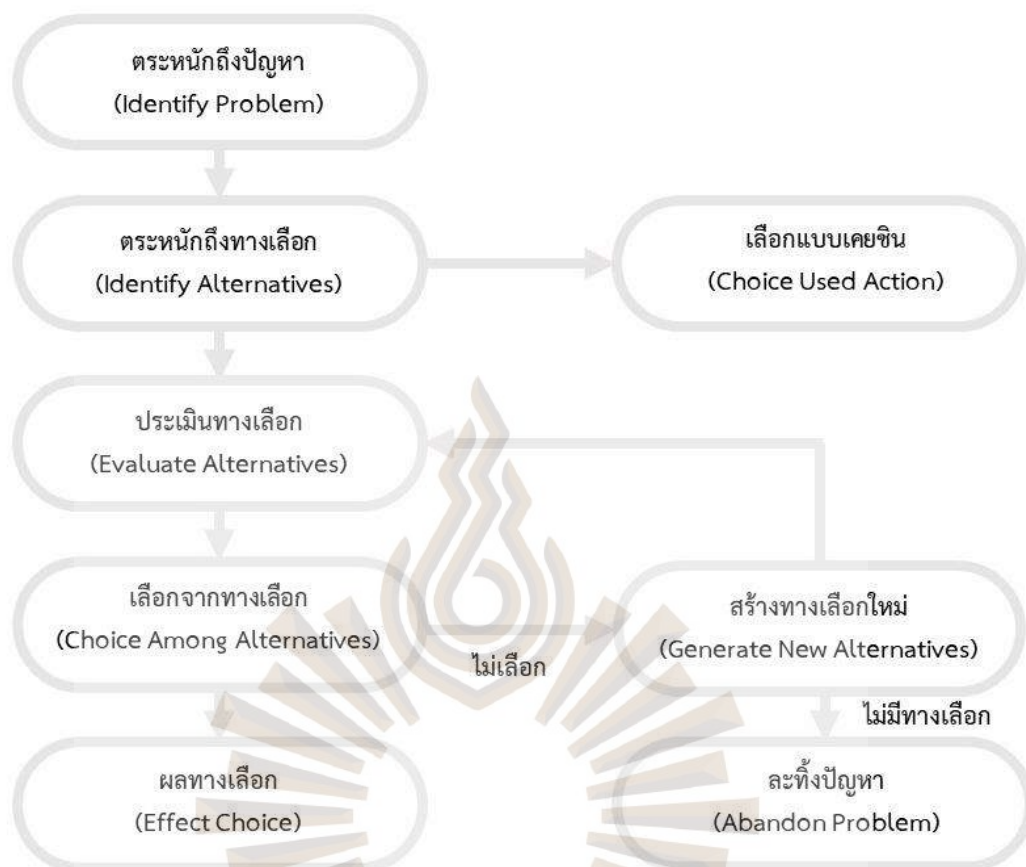 ตระหนักถึงปัญหา
(Identify Problem)
ตระหนักถึงทางเลือก
(Identify Alternatives)
เลือกแบบเคยชิน
(Choice Used Action)
ประเมินทางเลือก
(Evaluate Alternatives)
เลือกจากทางเลือก
(Choice Among Alternatives)
ไม่เลือก
สร้างทางเลือกใหม่
(Generate New Alternatives)
ไม่มีทางเลือก
ผลทางเลือก
(Effect Choice)
ละทิ้งปัญหา
(Abandon Problem)